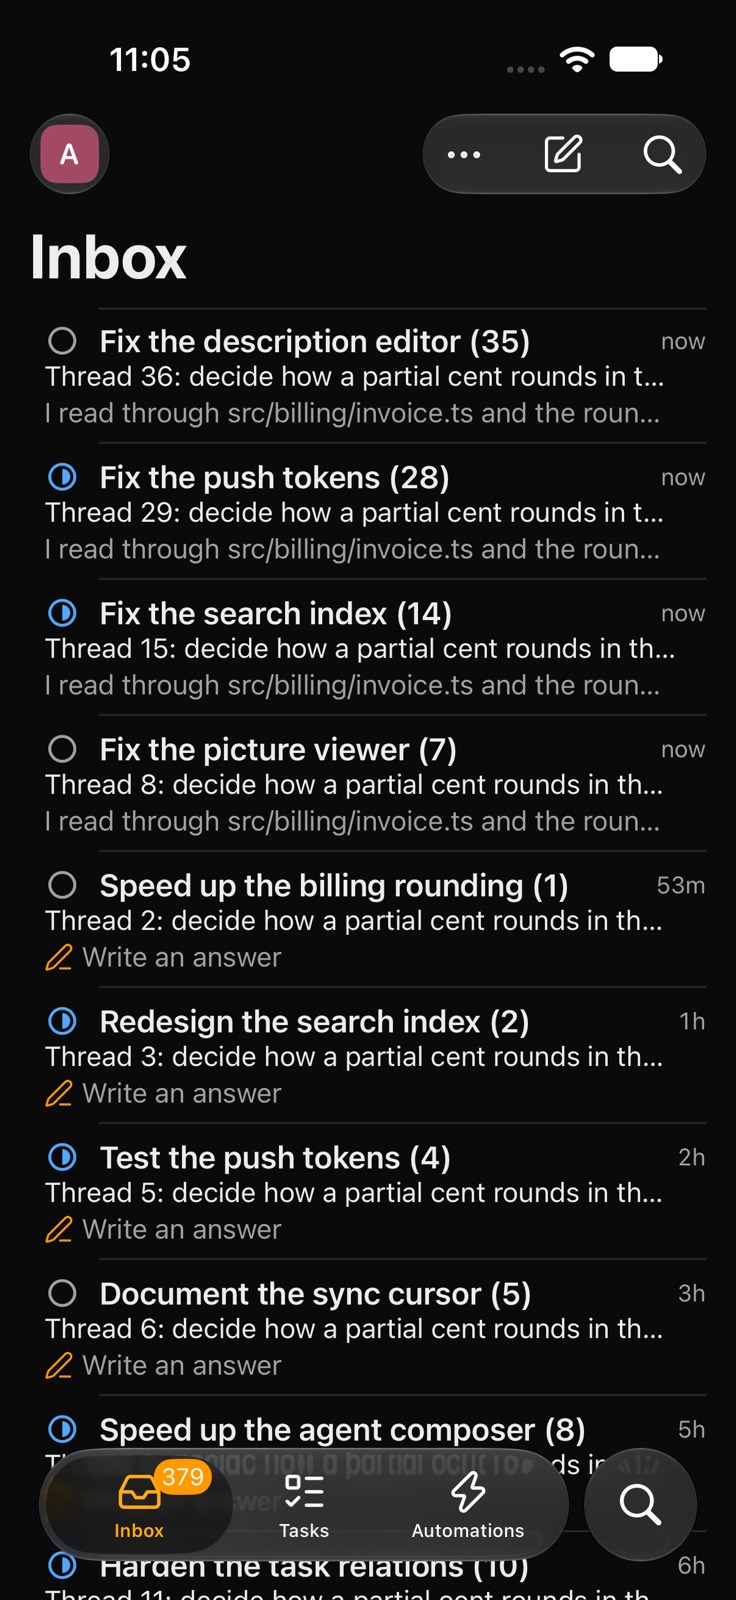 11:05
A
Inbox
Fix the description editor (35) now
Thread 36: decide how a partial cent rounds in t...
I read through src/billing/invoice.ts and the roun...
Fix the push tokens (28) now
Thread 29: decide how a partial cent rounds in t...
I read through src/billing/invoice.ts and the roun...
Fix the search index (14) now
Thread 15: decide how a partial cent rounds in th...
I read through src/billing/invoice.ts and the roun...
Fix the picture viewer (7) now
Thread 8: decide how a partial cent rounds in th...
I read through src/billing/invoice.ts and the roun...
Speed up the billing rounding (1) 53m
Thread 2: decide how a partial cent rounds in th...
Write an answer
Redesign the search index (2) 1h
Thread 3: decide how a partial cent rounds in th...
Write an answer
Test the push tokens (4) 2h
Thread 5: decide how a partial cent rounds in th...
Write an answer
Document the sync cursor (5) 3h
Thread 6: decide how a partial cent rounds in th...
Write an answer
Speed up the agent composer (8) 5h
379
Inbox Tasks Automations
Harden the task relations (10) 6h
Thread 11: decide how a partial cent rounds in th